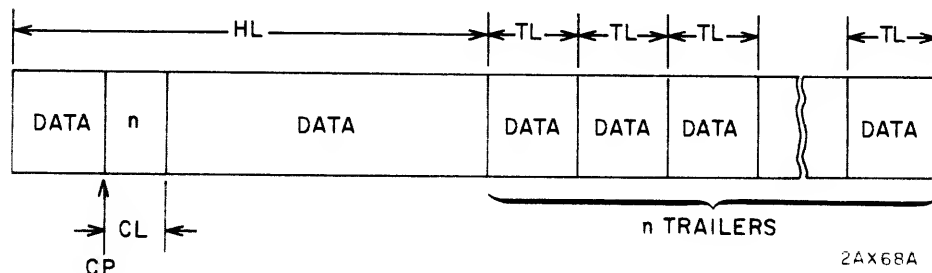 HL TL TL TL TL
DATA n DATA DATA DATA DATA DATA
CL
n TRAILERS
CP
2AX68A